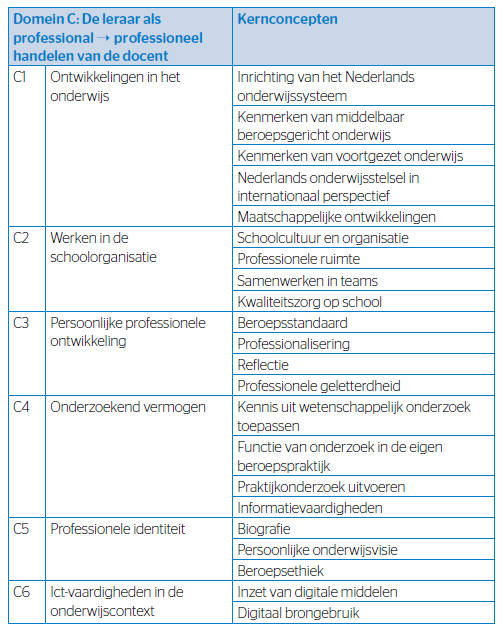 Domein C: De leraar als
professional → professioneel
handelen van de docent
Kernconcepten
C1 Ontwikkelingen in het
onderwijs
Inrichting van het Nederlands
onderwijssysteem
Kenmerken van middelbaar
beroepsgericht onderwijs
Kenmerken van voortgezet onderwijs
Nederlands onderwijsstelsel in
internationaal perspectief
Maatschappelijke ontwikkelingen
C2 Werken in de
schoolorganisatie
Schoolcultuur en organisatie
Professionele ruimte
Samenwerken in teams
Kwaliteitszorg op school
C3 Persoonlijke professionele
ontwikkeling
Beroepsstandaard
Professionalisering
Reflectie
Professionele geletterdheid
C4 Onderzoekend vermogen
Kennis uit wetenschappelijk onderzoek
toepassen
Functie van onderzoek in de eigen
beroepspraktijk
Praktijkonderzoek uitvoeren
Informatievaardigheden
C5 Professionele identiteit
Biografie
Persoonlijke onderwijsvisie
Beroepsethiek
C6 Ict-vaardigheden in de
onderwijscontext
Inzet van digitale middelen
Digitaal brongebruik